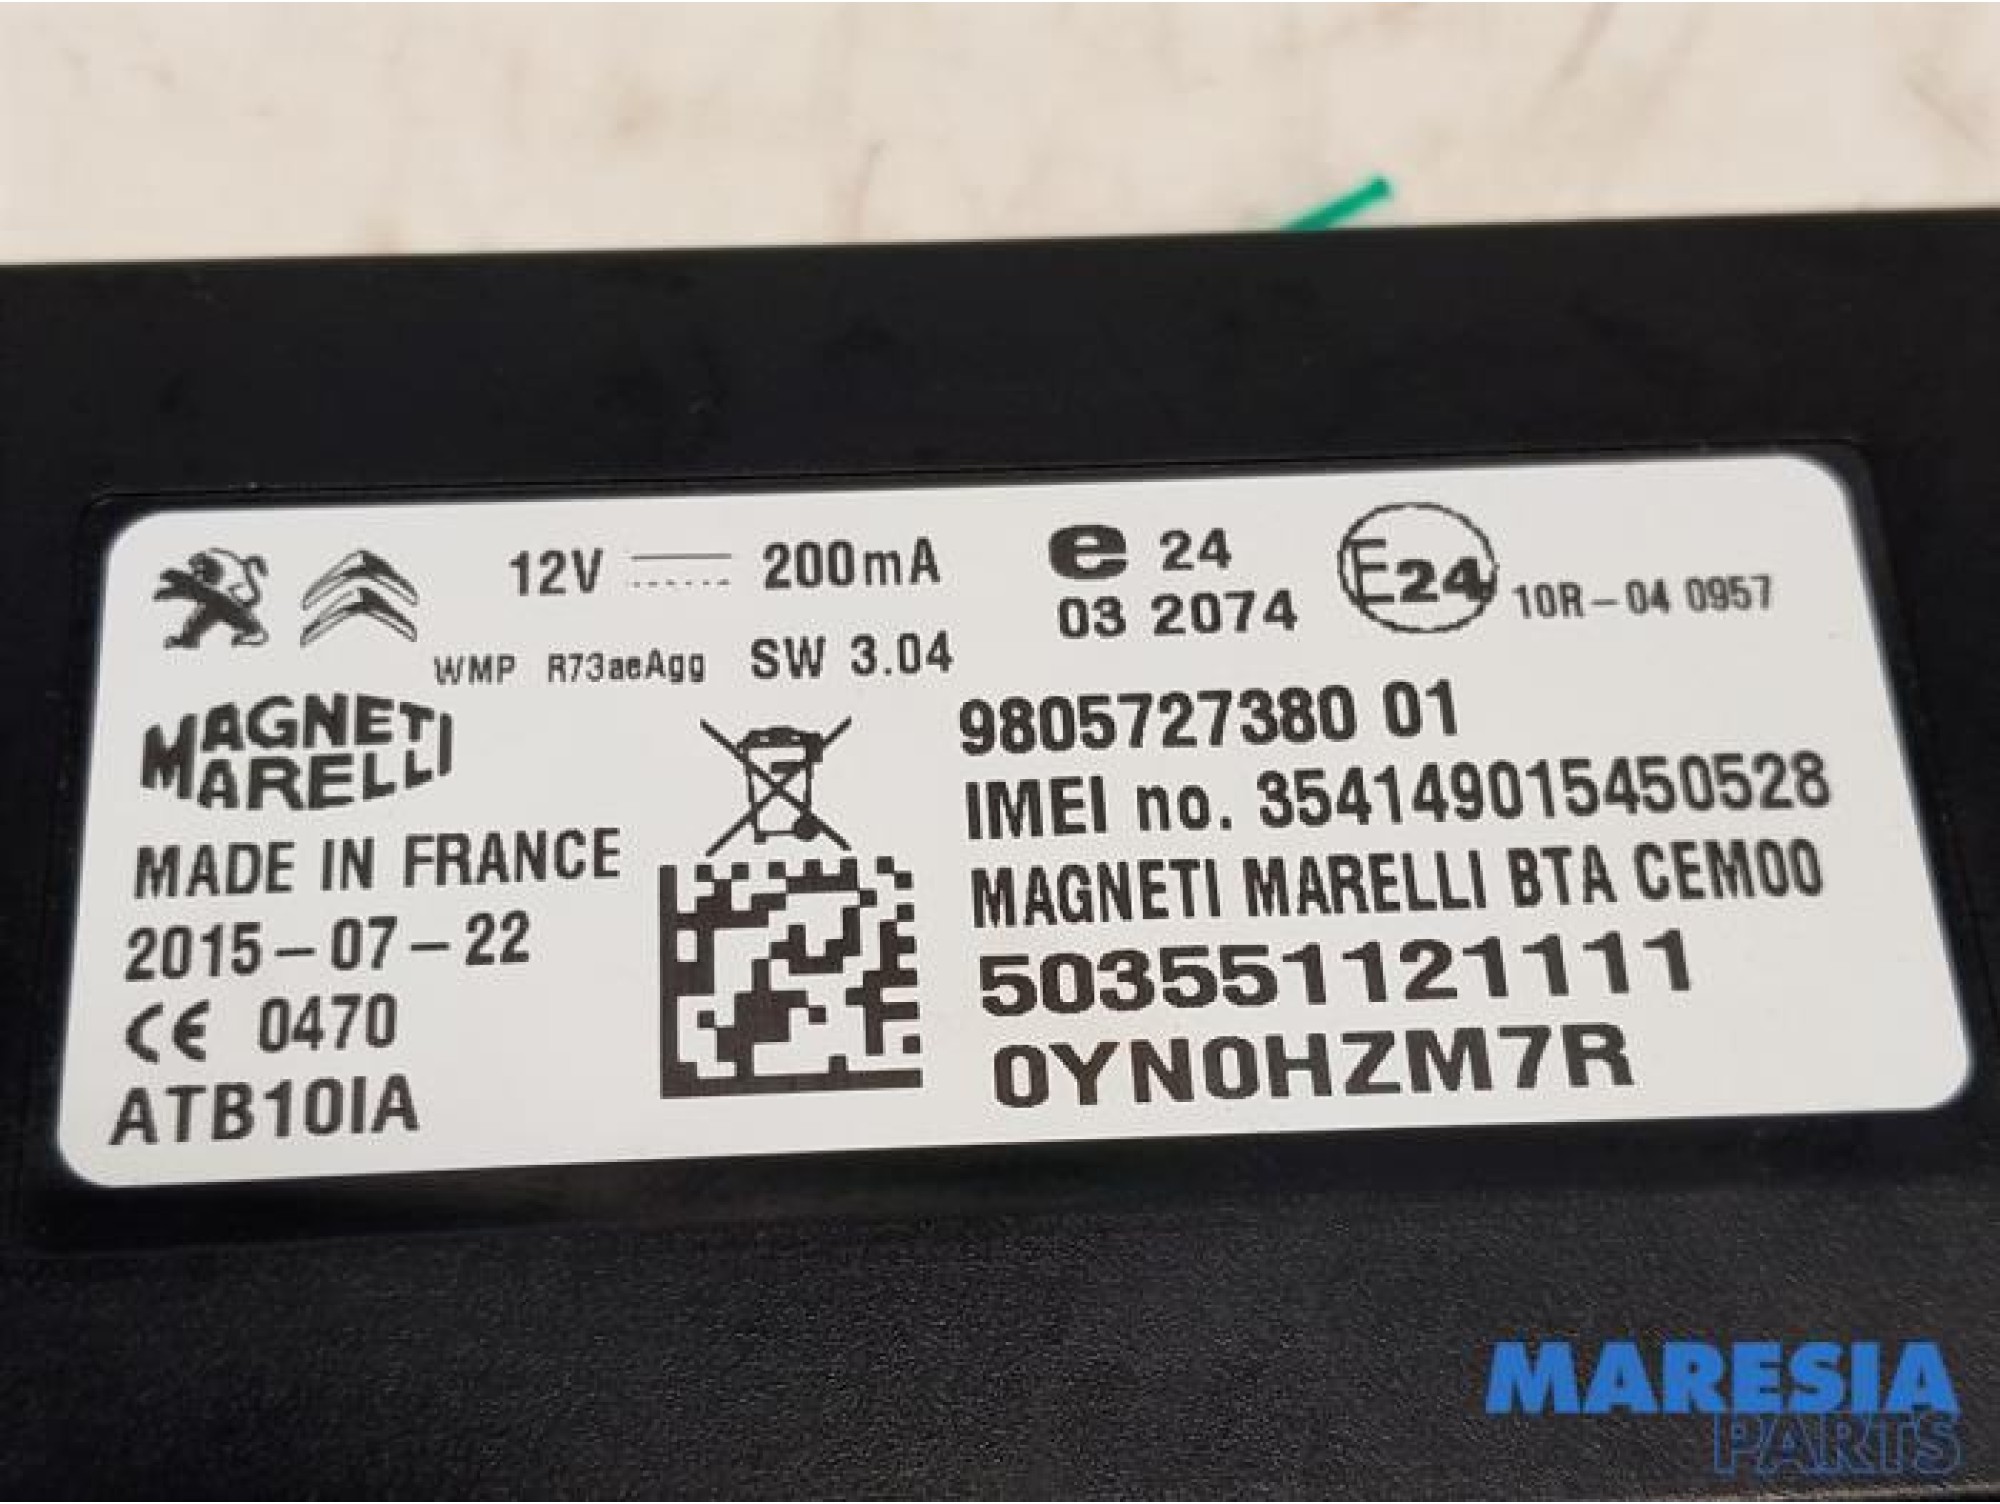 12V 200mA
e 24
03 2074
E24 10R-04 0957
WMP R73aeAgg SW 3.04
MAGNETI
MARELLI
MADE IN FRANCE
2015-07-22
CE 0470
ATB10IA
9805727380 01
IMEI no. 354149015450528
MAGNETI MARELLI BTA CEM00
503551121111
0YN0HZM7R
MARESIA
PARTS